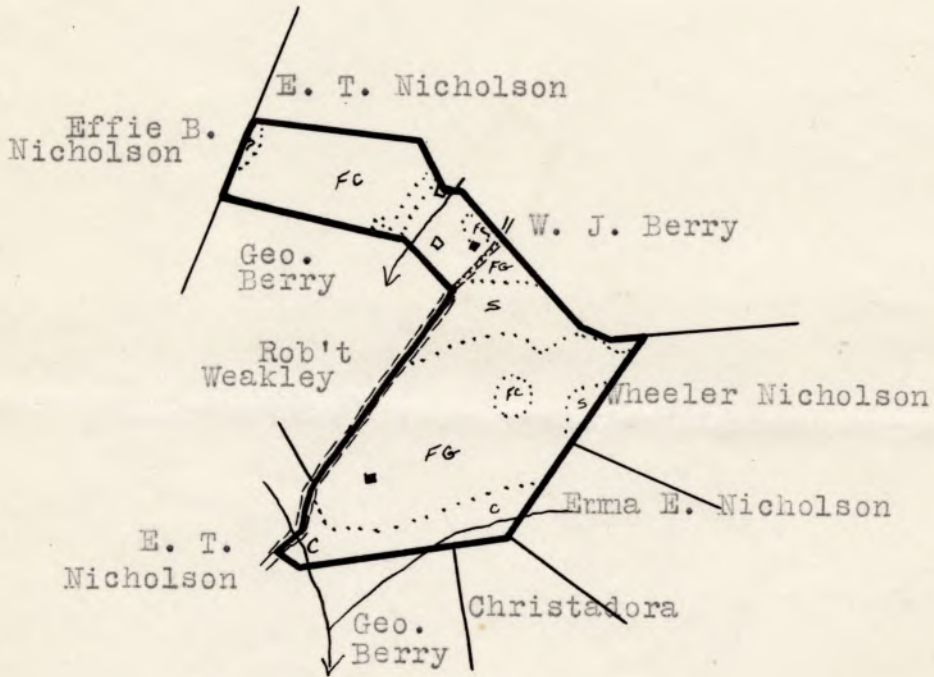 E. T. Nicholson
Effie B.
Nicholson
FC
W. J. Berry
FC
Geo.
Berry
FG
S
Rob't
Weakley
FC
S
Wheeler Nicholson
FG
C
Emma E. Nicholson
E. T.
Nicholson
C
Christadora
Geo.
Berry